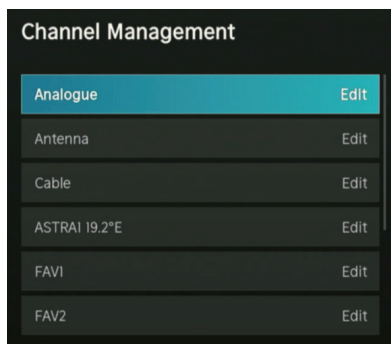 Channel Management
Analogue Edit
Antenna Edit
Cable Edit
ASTRA1 19.2°E Edit
FAV1 Edit
FAV2 Edit